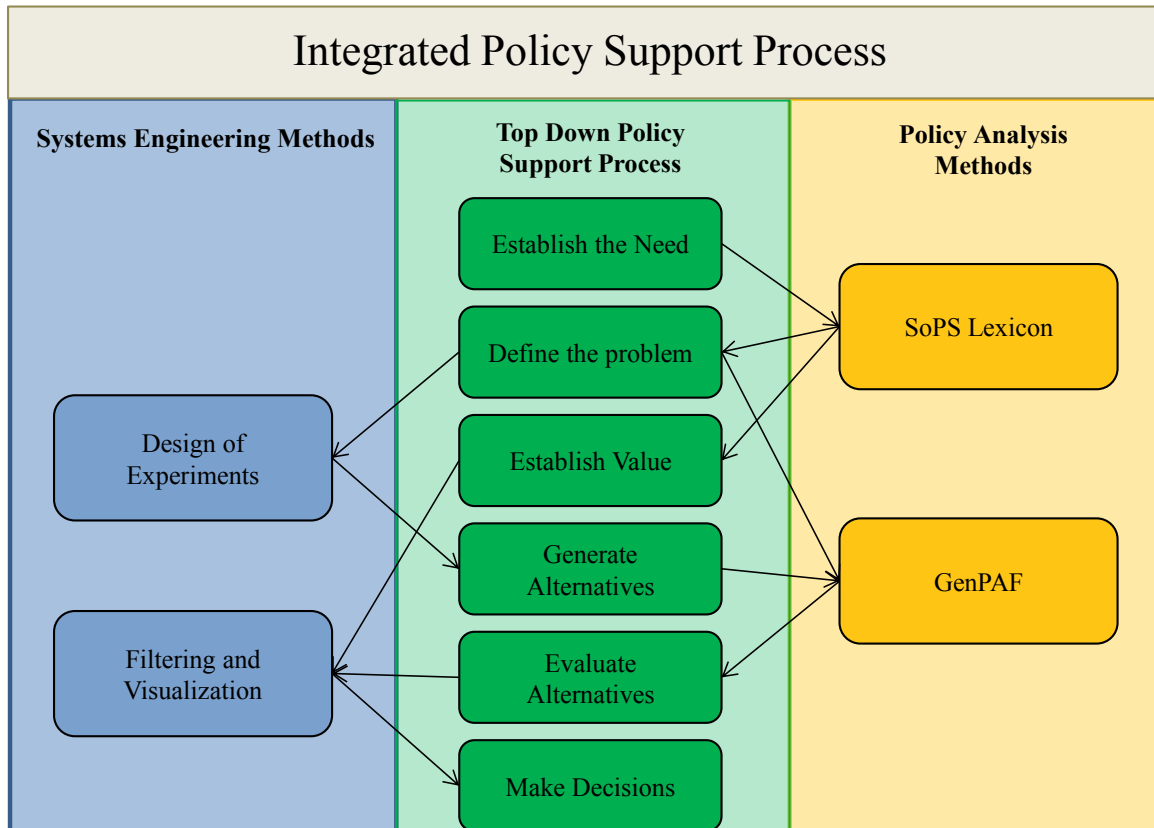 Integrated Policy Support Process
Systems Engineering Methods
Top Down Policy
Support Process
Policy Analysis
Methods
Establish the Need
Define the problem
Establish Value
Generate
Alternatives
Evaluate
Alternatives
Make Decisions
Design of
Experiments
Filtering and
Visualization
SoPS Lexicon
GenPAF